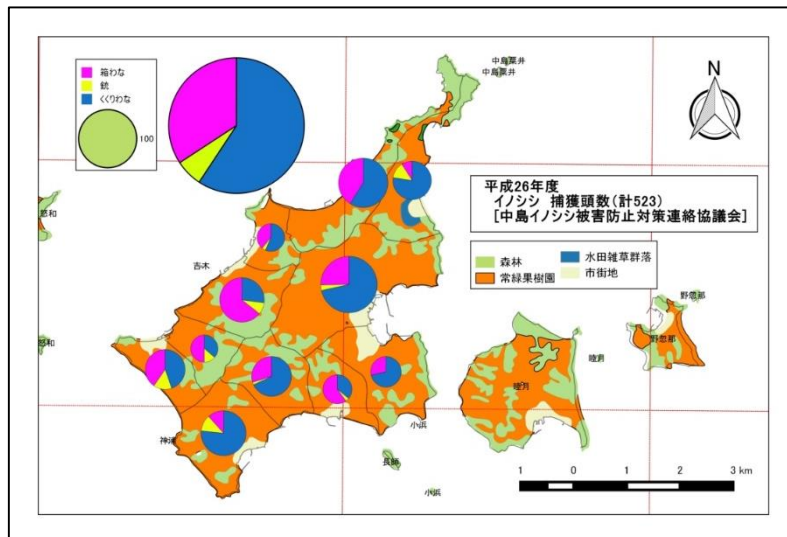 箱わな
銃
くくりわな
100
中島粟井
中島粟井
N
平成26年度
イノシシ 捕獲頭数(計523)
[中島イノシシ被害防止対策連絡協議会]
森林
常緑果樹園
水田雑草群落
市街地
怒和
吉木
野忽那
野忽那
怒和
睦月
睦月
神浦
小浜
長師
小浜
1 0 1 2 3 km